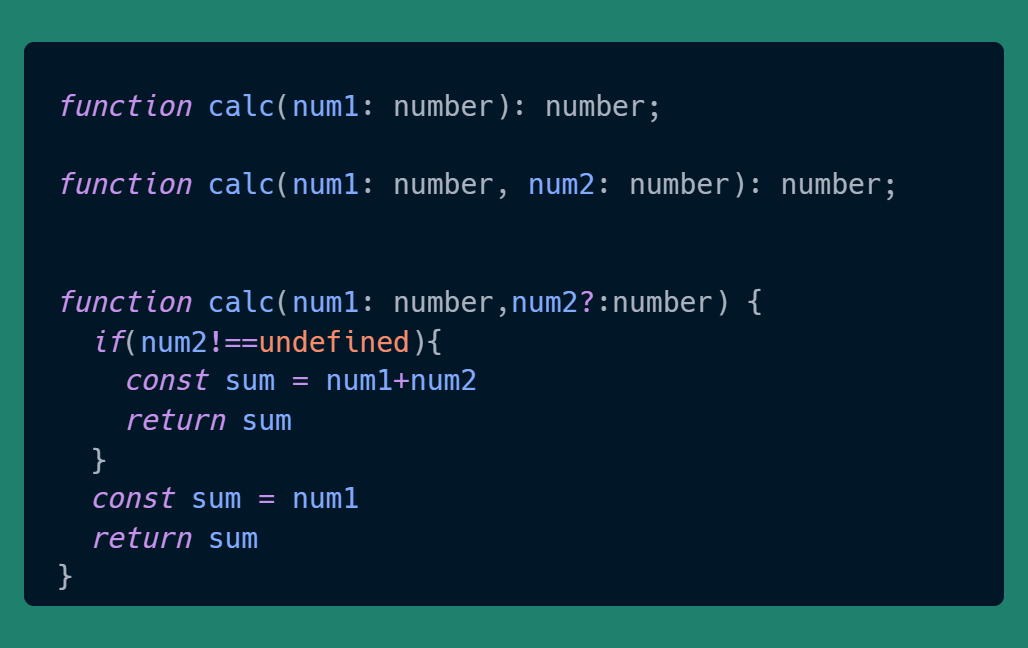 function calc(num1: number): number;
function calc(num1: number, num2: number): number;
function calc(num1: number,num2?:number) {
if(num2!==undefined){
const sum = num1+num2
return sum
}
const sum = num1
return sum
}